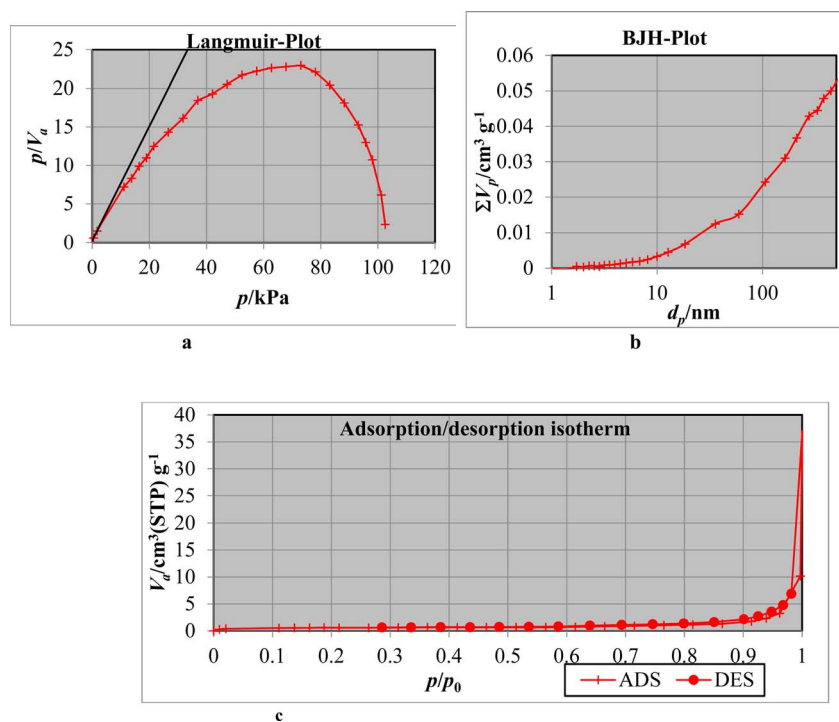 Langmuir-Plot
25
20
15
10
5
0
p/Vₐ
0 20 40 60 80 100 120
p/kPa
a
BJH-Plot
0.06
0.05
0.04
0.03
0.02
0.01
0
ΣVₚ/cm³ g⁻¹
1 10 100
dₚ/nm
b
Adsorption/desorption isotherm
40
35
30
25
20
15
10
5
0
Vₐ/cm³(STP) g⁻¹
0 0.1 0.2 0.3 0.4 0.5 0.6 0.7 0.8 0.9 1
p/p₀
ADS DES
c